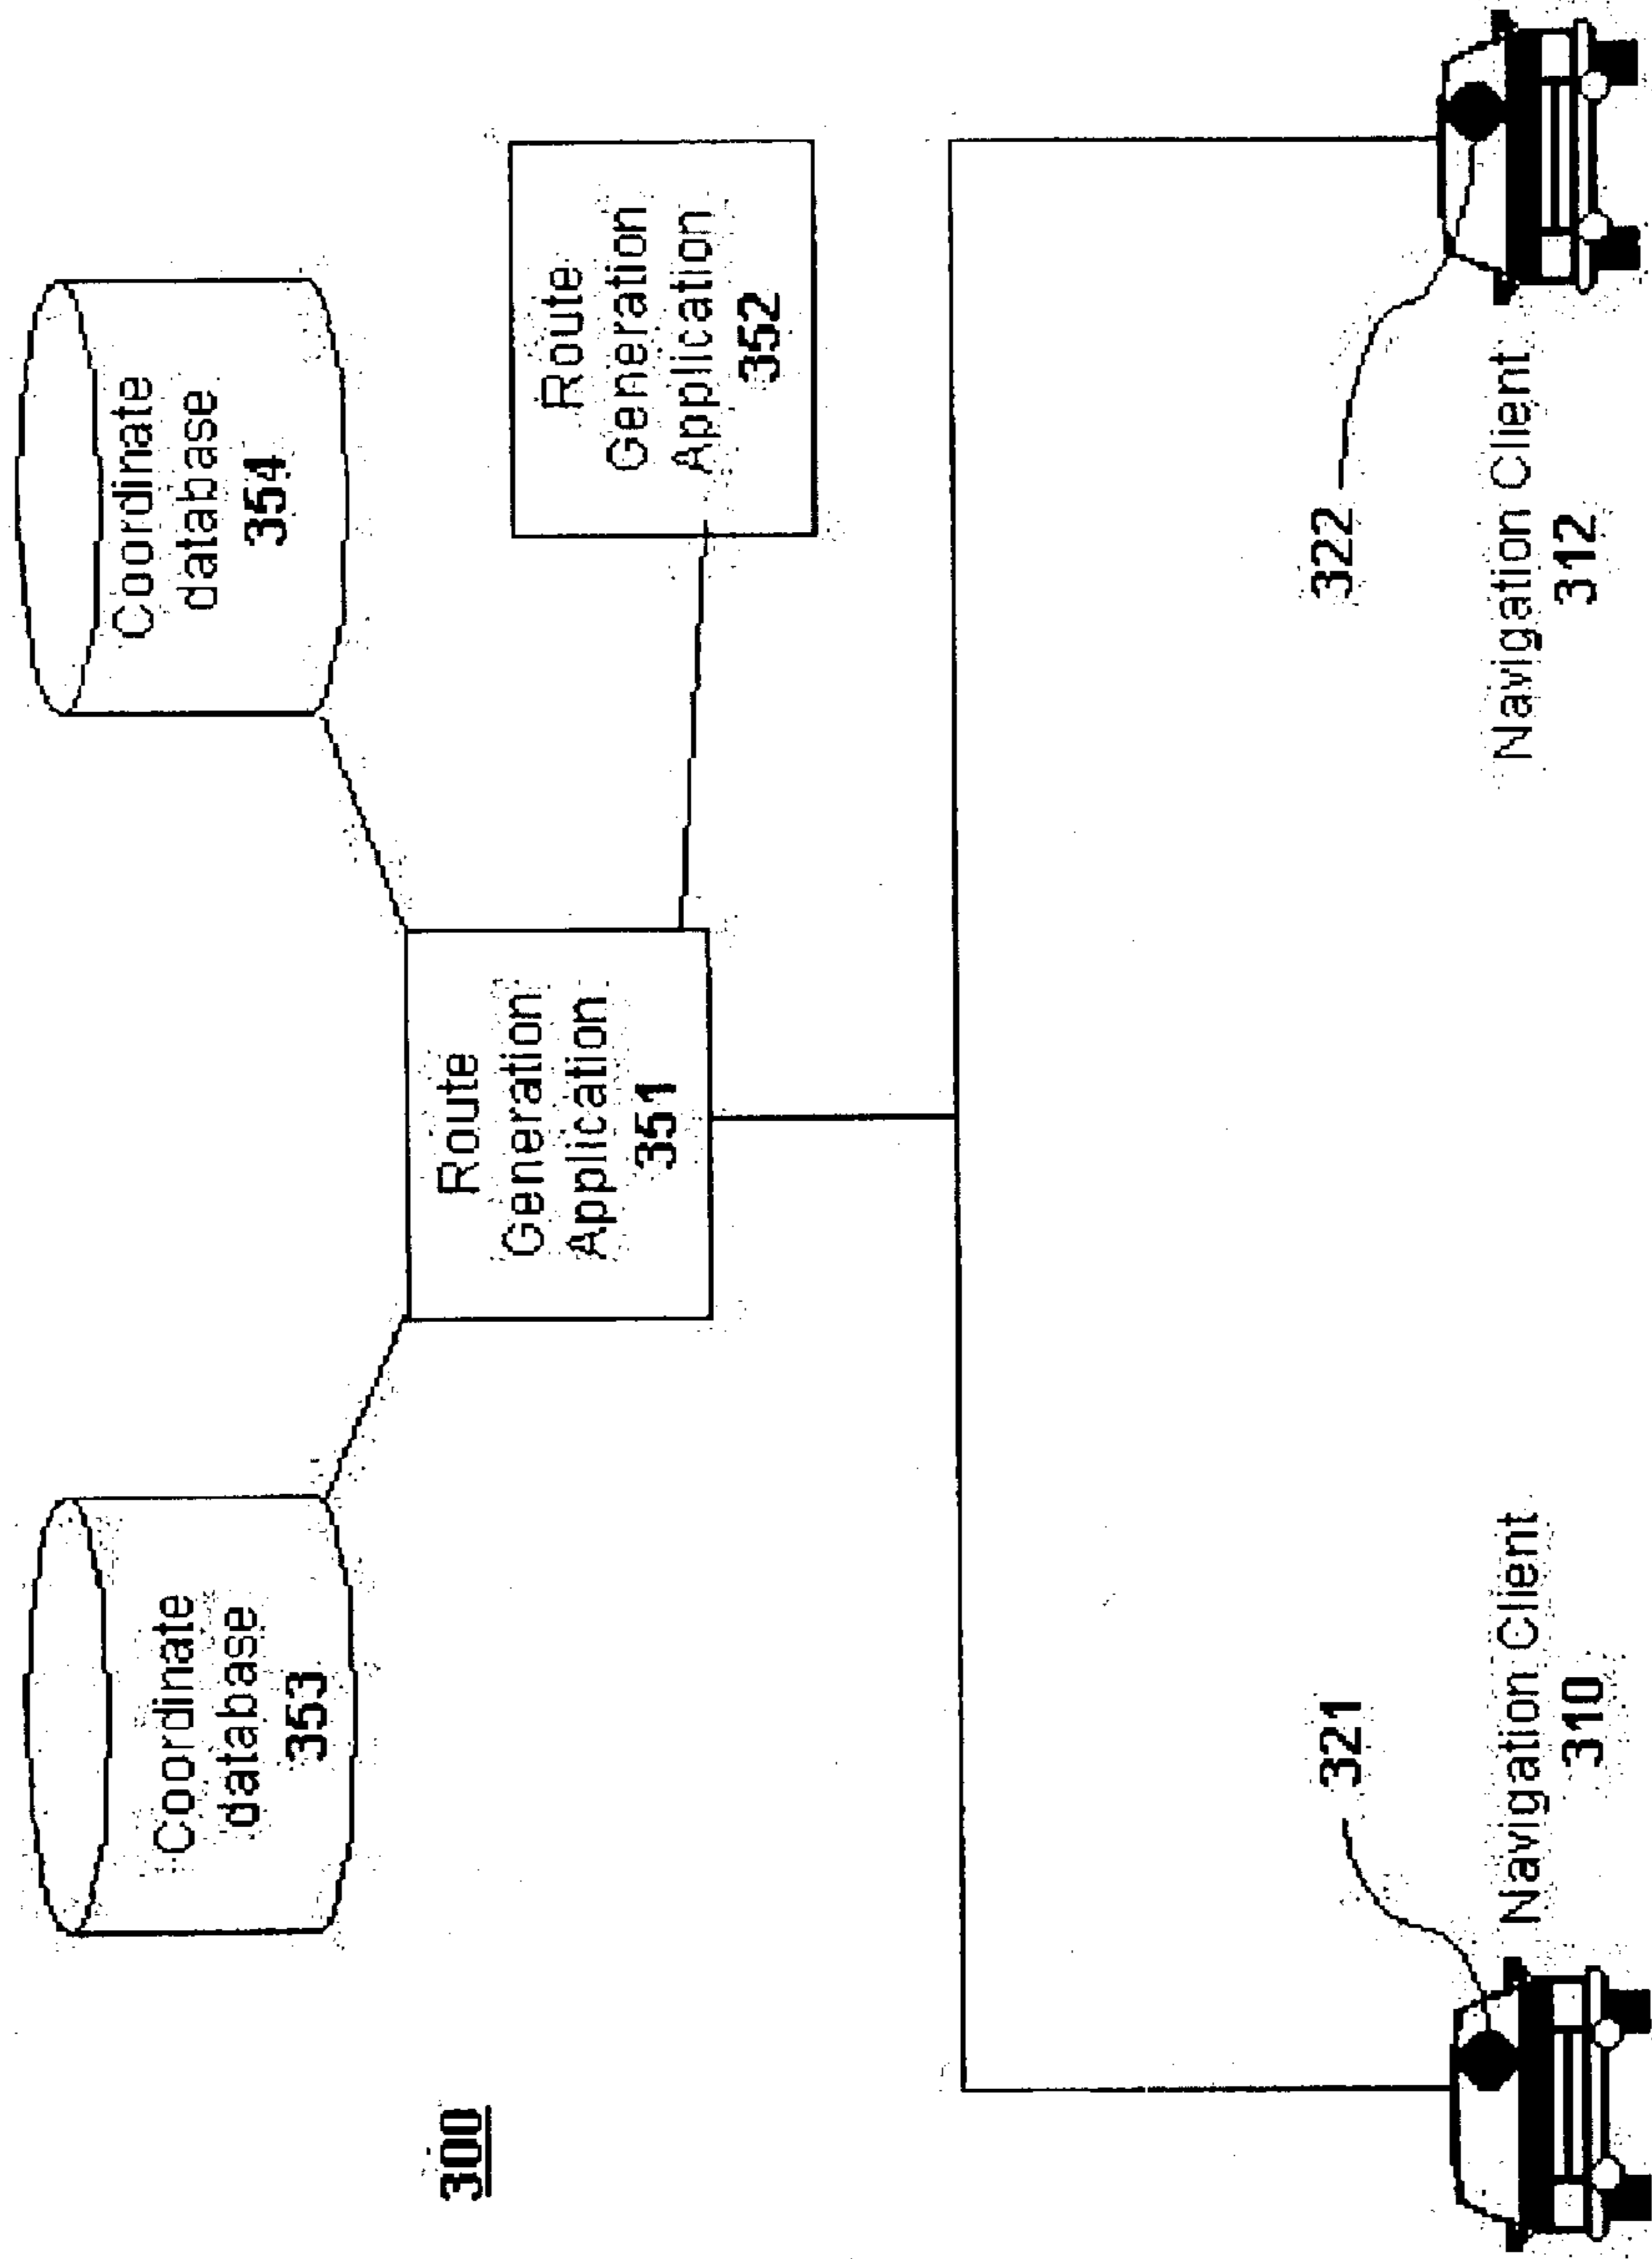 300
Coordinate
database
353
Coordinate
database
354
Route
Generation
Application
351
Route
Generation
Application
352
321
Navigation Client
310
322
Navigation Client
312